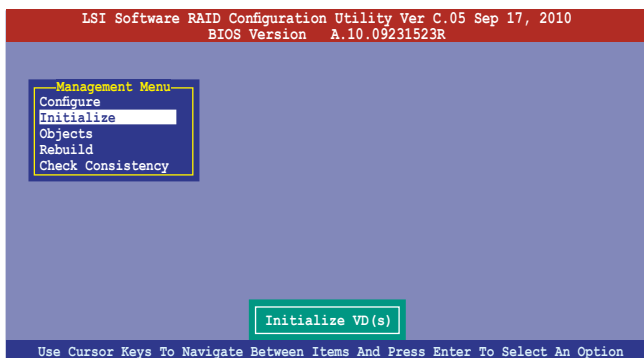 LSI Software RAID Configuration Utility Ver C.05 Sep 17, 2010
BIOS Version A.10.09231523R
Management Menu
Configure
Initialize
Objects
Rebuild
Check Consistency
Initialize VD(s)
Use Cursor Keys To Navigate Between Items And Press Enter To Select An Option